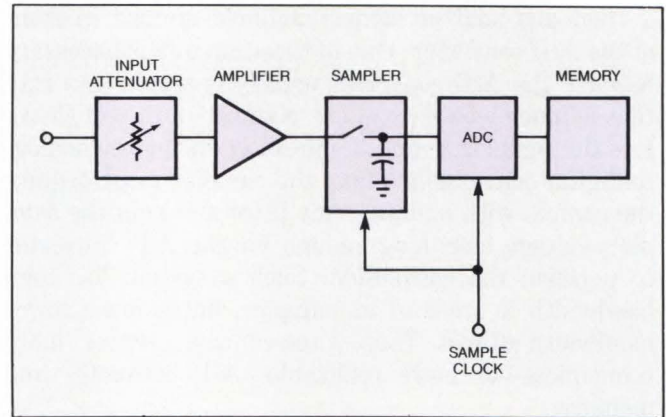 INPUT
ATTENUATOR
AMPLIFIER
SAMPLER
ADC
MEMORY
SAMPLE
CLOCK